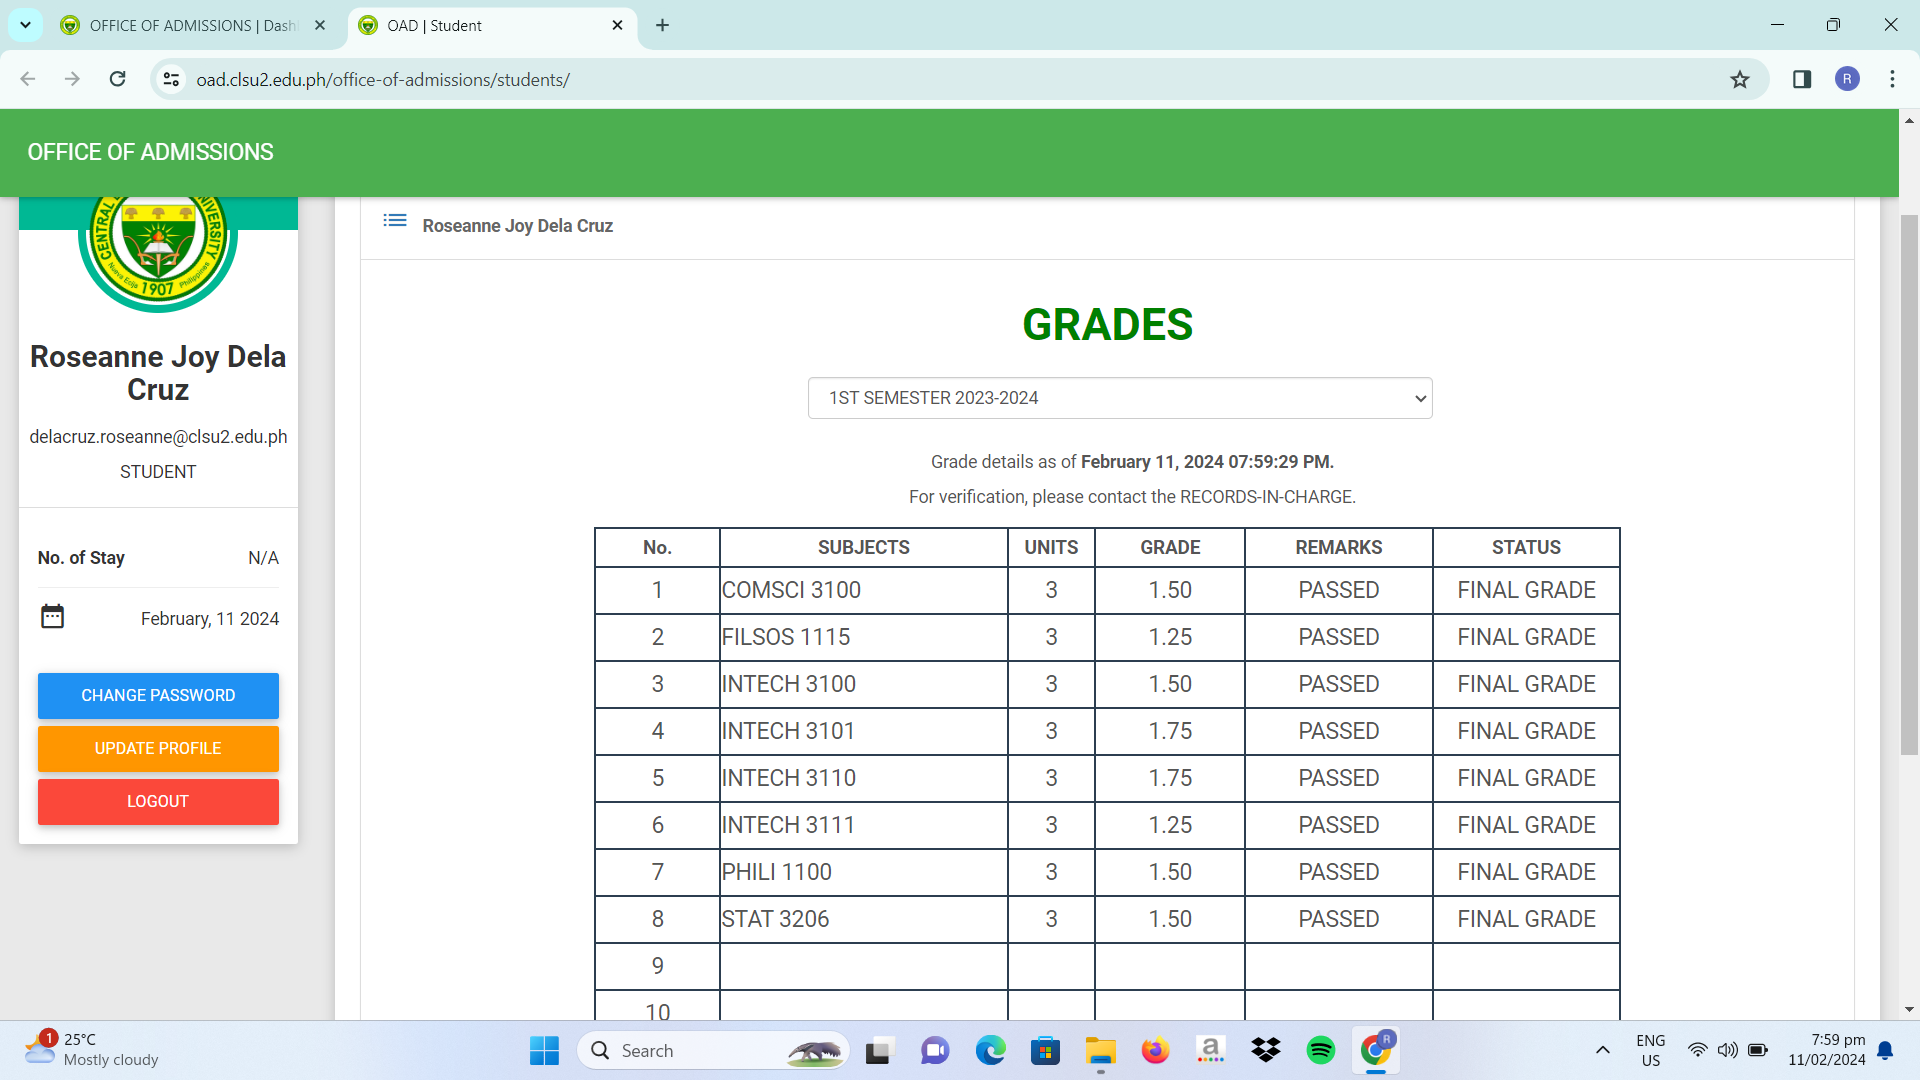 OFFICE OF ADMISSIONS | Dash
OAD | Student
oad.clsu2.edu.ph/office-of-admissions/students/
R
OFFICE OF ADMISSIONS
CENTRAL
UNIVERSITY
Nueva Ecija Philippines
1907
Roseanne Joy Dela
Cruz
delacruz.roseanne@clsu2.edu.ph
STUDENT
No. of Stay N/A
February, 11 2024
CHANGE PASSWORD
UPDATE PROFILE
LOGOUT
Roseanne Joy Dela Cruz
GRADES
1ST SEMESTER 2023-2024
Grade details as of February 11, 2024 07:59:29 PM.
For verification, please contact the RECORDS-IN-CHARGE.
No. SUBJECTS UNITS GRADE REMARKS STATUS
1 COMSCI 3100 3 1.50 PASSED FINAL GRADE
2 FILSOS 1115 3 1.25 PASSED FINAL GRADE
3 INTECH 3100 3 1.50 PASSED FINAL GRADE
4 INTECH 3101 3 1.75 PASSED FINAL GRADE
5 INTECH 3110 3 1.75 PASSED FINAL GRADE
6 INTECH 3111 3 1.25 PASSED FINAL GRADE
7 PHILI 1100 3 1.50 PASSED FINAL GRADE
8 STAT 3206 3 1.50 PASSED FINAL GRADE
9
10
1
25°C
Mostly cloudy
Search
a
R
ENG
US
7:59 pm
11/02/2024